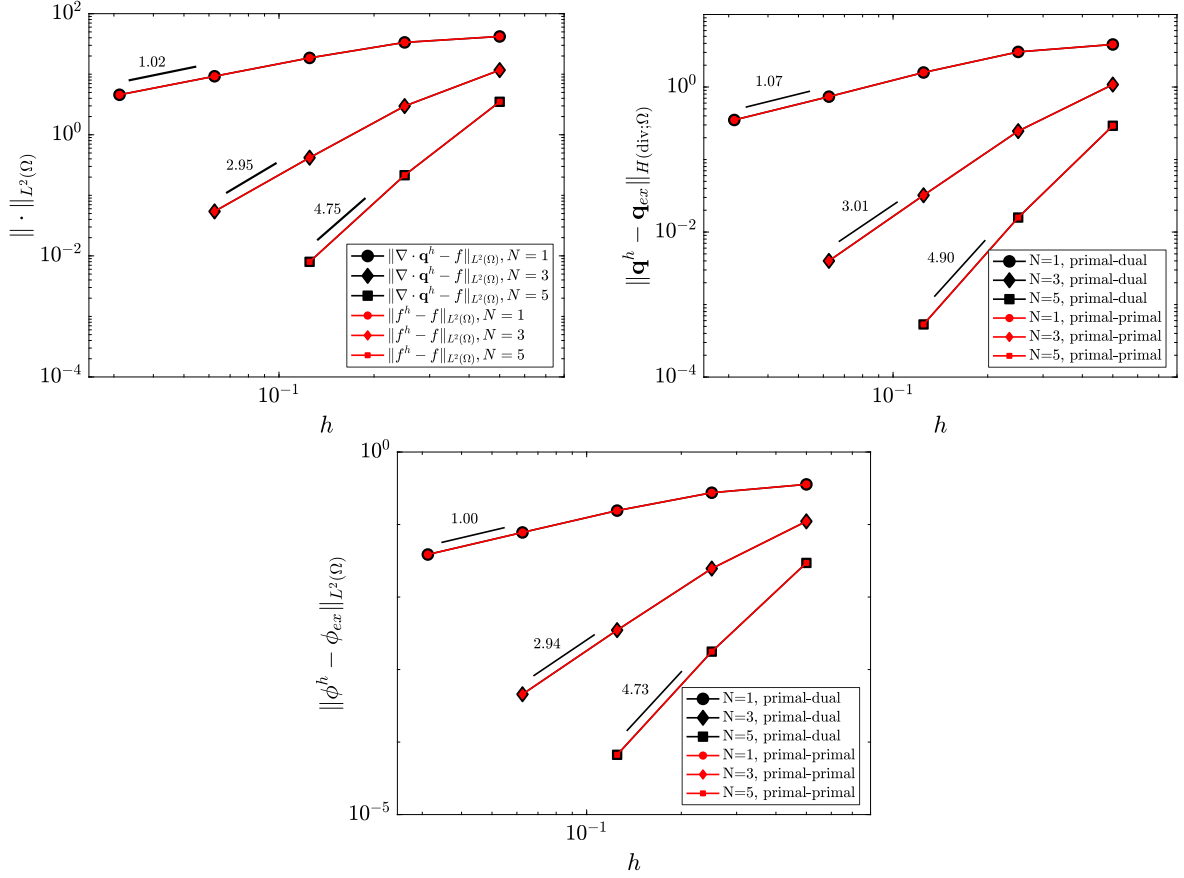 10^2
10^0
10^{-2}
10^{-4}
‖ · ‖_{L^2(Ω)}
1.02
2.95
4.75
‖∇ · 𝐪^h − f‖_{L^2(Ω)}, N = 1
‖∇ · 𝐪^h − f‖_{L^2(Ω)}, N = 3
‖∇ · 𝐪^h − f‖_{L^2(Ω)}, N = 5
‖f^h − f‖_{L^2(Ω)}, N = 1
‖f^h − f‖_{L^2(Ω)}, N = 3
‖f^h − f‖_{L^2(Ω)}, N = 5
10^{-1}
h
10^0
10^{-2}
10^{-4}
‖𝐪^h − 𝐪_{ex}‖_{H(div;Ω)}
1.07
3.01
4.90
N=1, primal-dual
N=3, primal-dual
N=5, primal-dual
N=1, primal-primal
N=3, primal-primal
N=5, primal-primal
10^{-1}
h
10^0
10^{-5}
‖ϕ^h − ϕ_{ex}‖_{L^2(Ω)}
1.00
2.94
4.73
N=1, primal-dual
N=3, primal-dual
N=5, primal-dual
N=1, primal-primal
N=3, primal-primal
N=5, primal-primal
10^{-1}
h